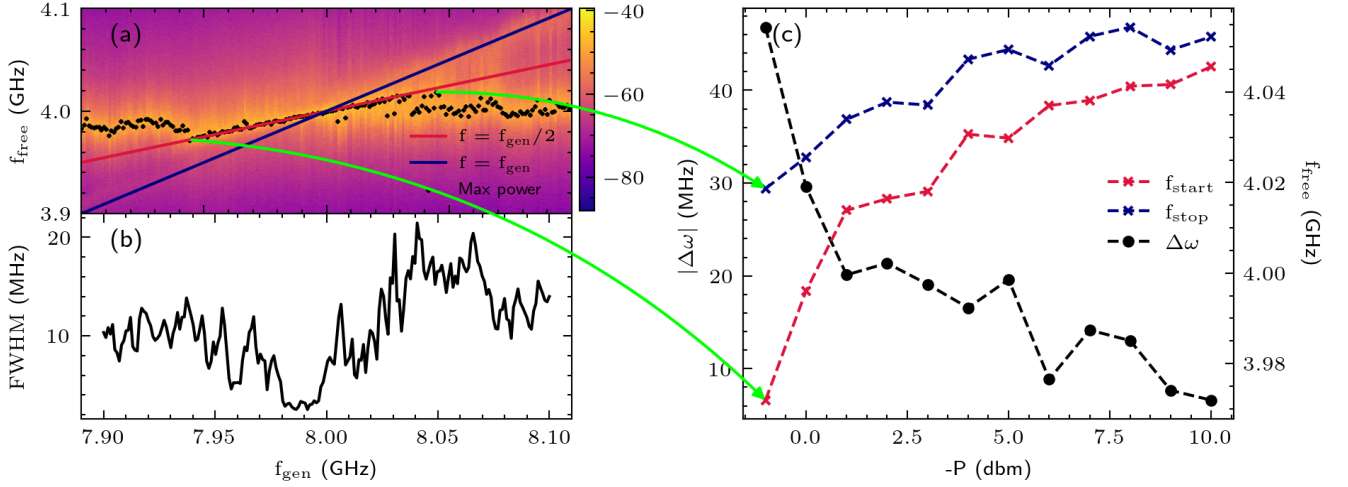 (a)
4.1
4.0
3.9
f_free (GHz)
f = f_gen/2
f = f_gen
Max power
−40
−60
−80
(b)
20
10
FWHM (MHz)
7.90
7.95
8.00
8.05
8.10
f_gen (GHz)
(c)
40
30
20
10
|Δω| (MHz)
f_start
f_stop
Δω
4.04
4.02
4.00
3.98
f_free (GHz)
0.0
2.5
5.0
7.5
10.0
-P (dbm)